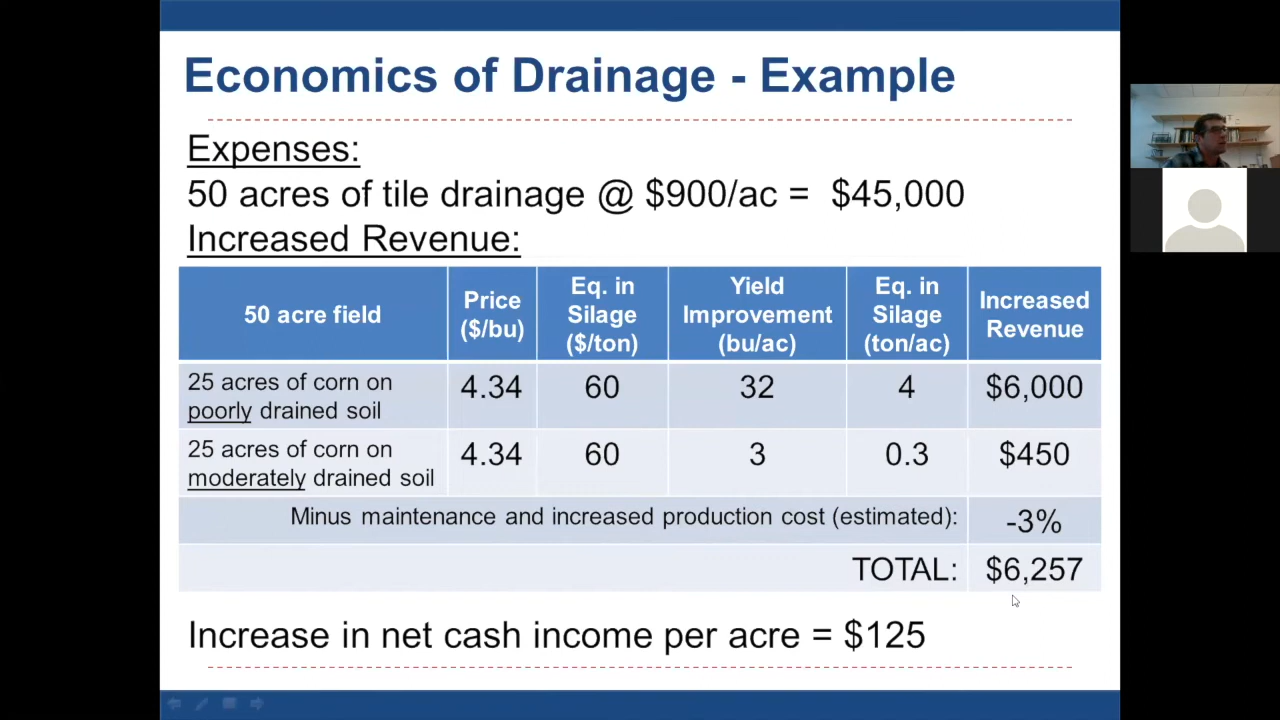 Economics of Drainage - Example
Expenses:
50 acres of tile drainage @ $900/ac = $45,000
Increased Revenue:
50 acre field
Price
($/bu)
Eq. in
Silage
($/ton)
Yield
Improvement
(bu/ac)
Eq. in
Silage
(ton/ac)
Increased
Revenue
25 acres of corn on
poorly drained soil
4.34
60
32
4
$6,000
25 acres of corn on
moderately drained soil
4.34
60
3
0.3
$450
Minus maintenance and increased production cost (estimated):
-3%
TOTAL:
$6,257
Increase in net cash income per acre = $125